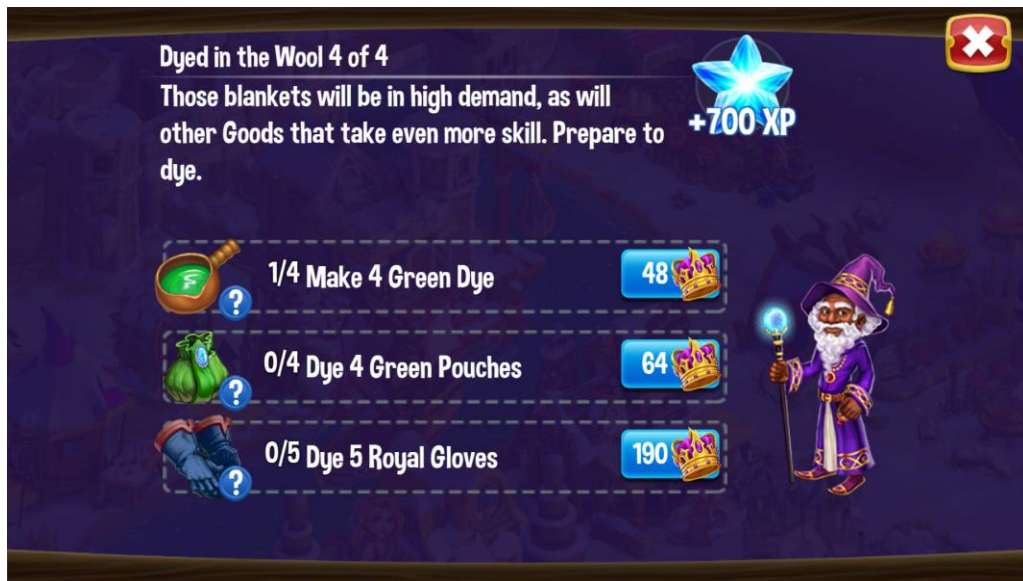 Dyed in the Wool 4 of 4
Those blankets will be in high demand, as will
other Goods that take even more skill. Prepare to
dye.
+700 XP
1/4 Make 4 Green Dye
48
?
0/4 Dye 4 Green Pouches
64
?
0/5 Dye 5 Royal Gloves
190
?